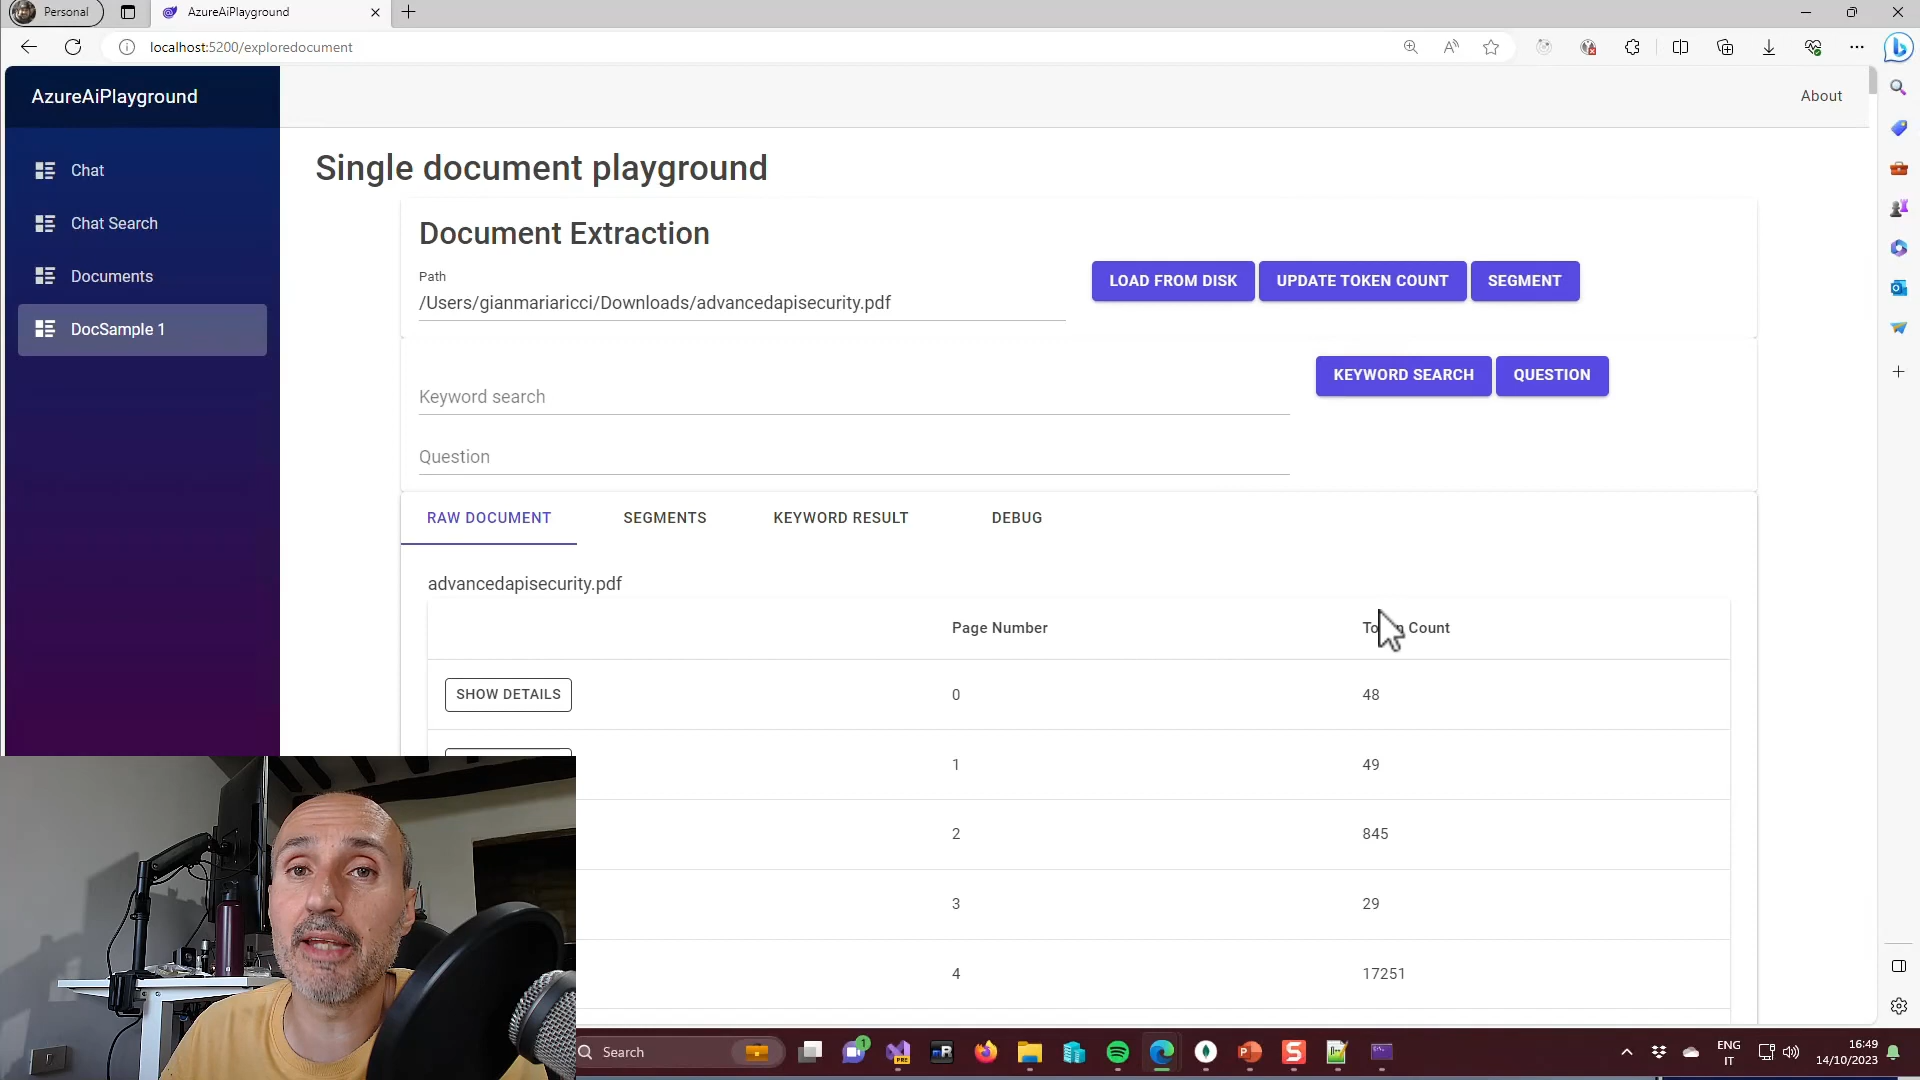 Personal
AzureAiPlayground
localhost:5200/exploredocument
AzureAiPlayground
About
Chat
Chat Search
Documents
DocSample 1
Single document playground
Document Extraction
Path
/Users/gianmariaricci/Downloads/advancedapisecurity.pdf
LOAD FROM DISK
UPDATE TOKEN COUNT
SEGMENT
Keyword search
KEYWORD SEARCH
QUESTION
Question
RAW DOCUMENT
SEGMENTS
KEYWORD RESULT
DEBUG
advancedapisecurity.pdf
Page Number
Token Count
SHOW DETAILS
0
48
1
49
2
845
3
29
4
17251
Search
1
PRE
R
ENG
IT
16:49
14/10/2023